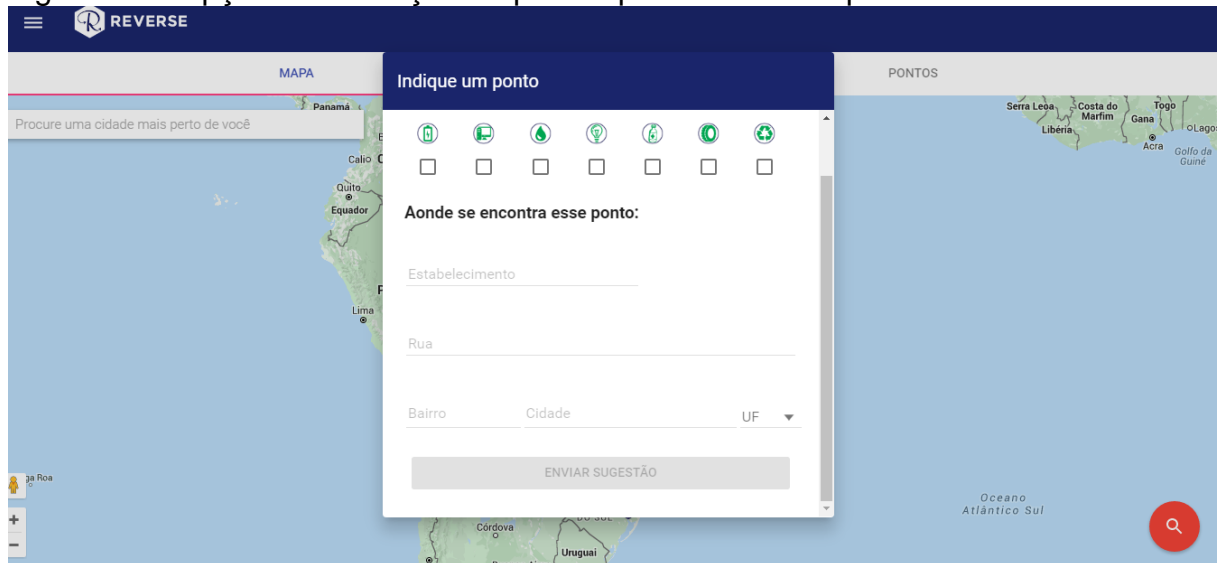 REVERSE
MAPA
PONTOS
Indique um ponto
Procure uma cidade mais perto de você
Aonde se encontra esse ponto:
Estabelecimento
Rua
Bairro
Cidade
UF
ENVIAR SUGESTÃO
Panamá
Calio
Quito
Equador
Lima
Serra Leoa
Costa do
Marfim
Togo
Gana
Libéria
Acra
Golfo da
Guiné
Oceano
Atlântico Sul
Córdova
Uruguai